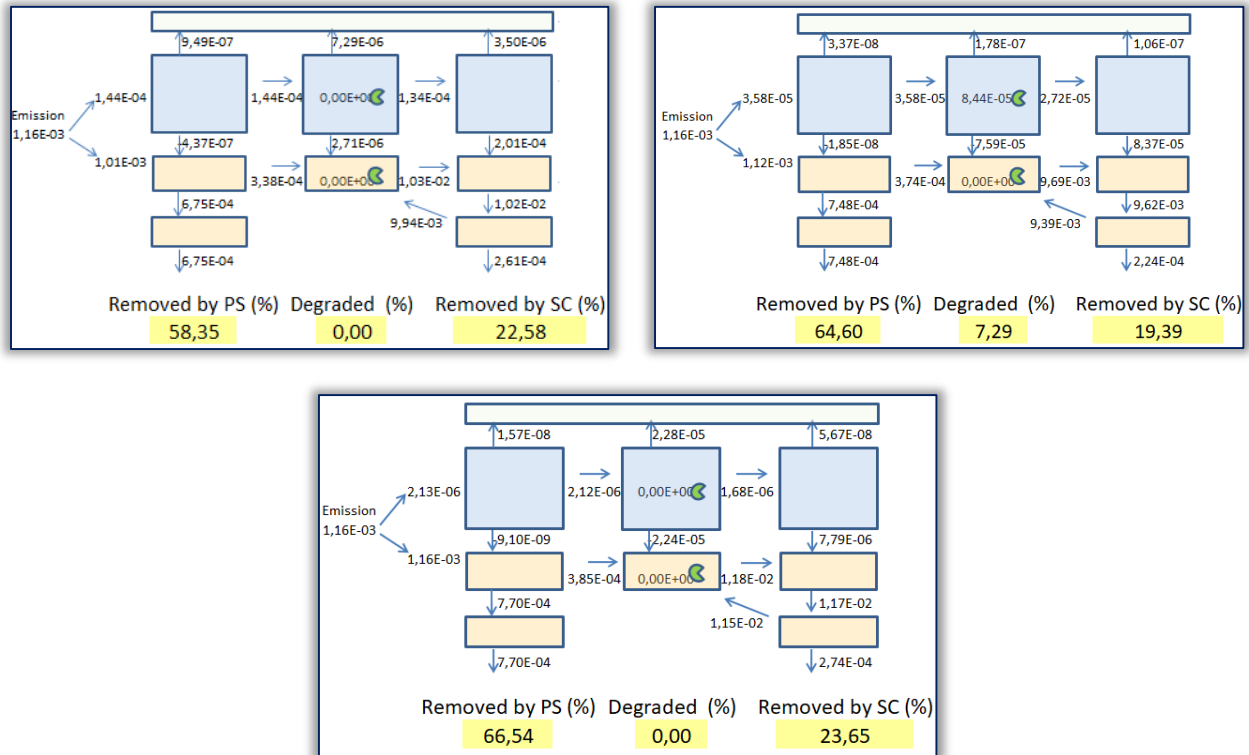 9,49E-07 7,29E-06 3,50E-06
1,44E-04 1,44E-04 0,00E+00 1,34E-04
Emission
1,16E-03
4,37E-07 2,71E-06 2,01E-04
1,01E-03 3,38E-04 0,00E+00 1,03E-02
6,75E-04 1,02E-02
9,94E-03
6,75E-04 2,61E-04
Removed by PS (%) Degraded (%) Removed by SC (%)
58,35 0,00 22,58
3,37E-08 1,78E-07 1,06E-07
3,58E-05 3,58E-05 8,44E-05 2,72E-05
Emission
1,16E-03
-1,85E-08 7,59E-05 8,37E-05
1,12E-03 3,74E-04 0,00E+00 9,69E-03
7,48E-04 9,62E-03
9,39E-03
7,48E-04 2,24E-04
Removed by PS (%) Degraded (%) Removed by SC (%)
64,60 7,29 19,39
1,57E-08 2,28E-05 5,67E-08
2,13E-06 2,12E-06 0,00E+00 1,68E-06
Emission
1,16E-03
-9,10E-09 -2,24E-05 7,79E-06
1,16E-03 3,85E-04 0,00E+00 1,18E-02
7,70E-04 1,17E-02
1,15E-02
7,70E-04 2,74E-04
Removed by PS (%) Degraded (%) Removed by SC (%)
66,54 0,00 23,65